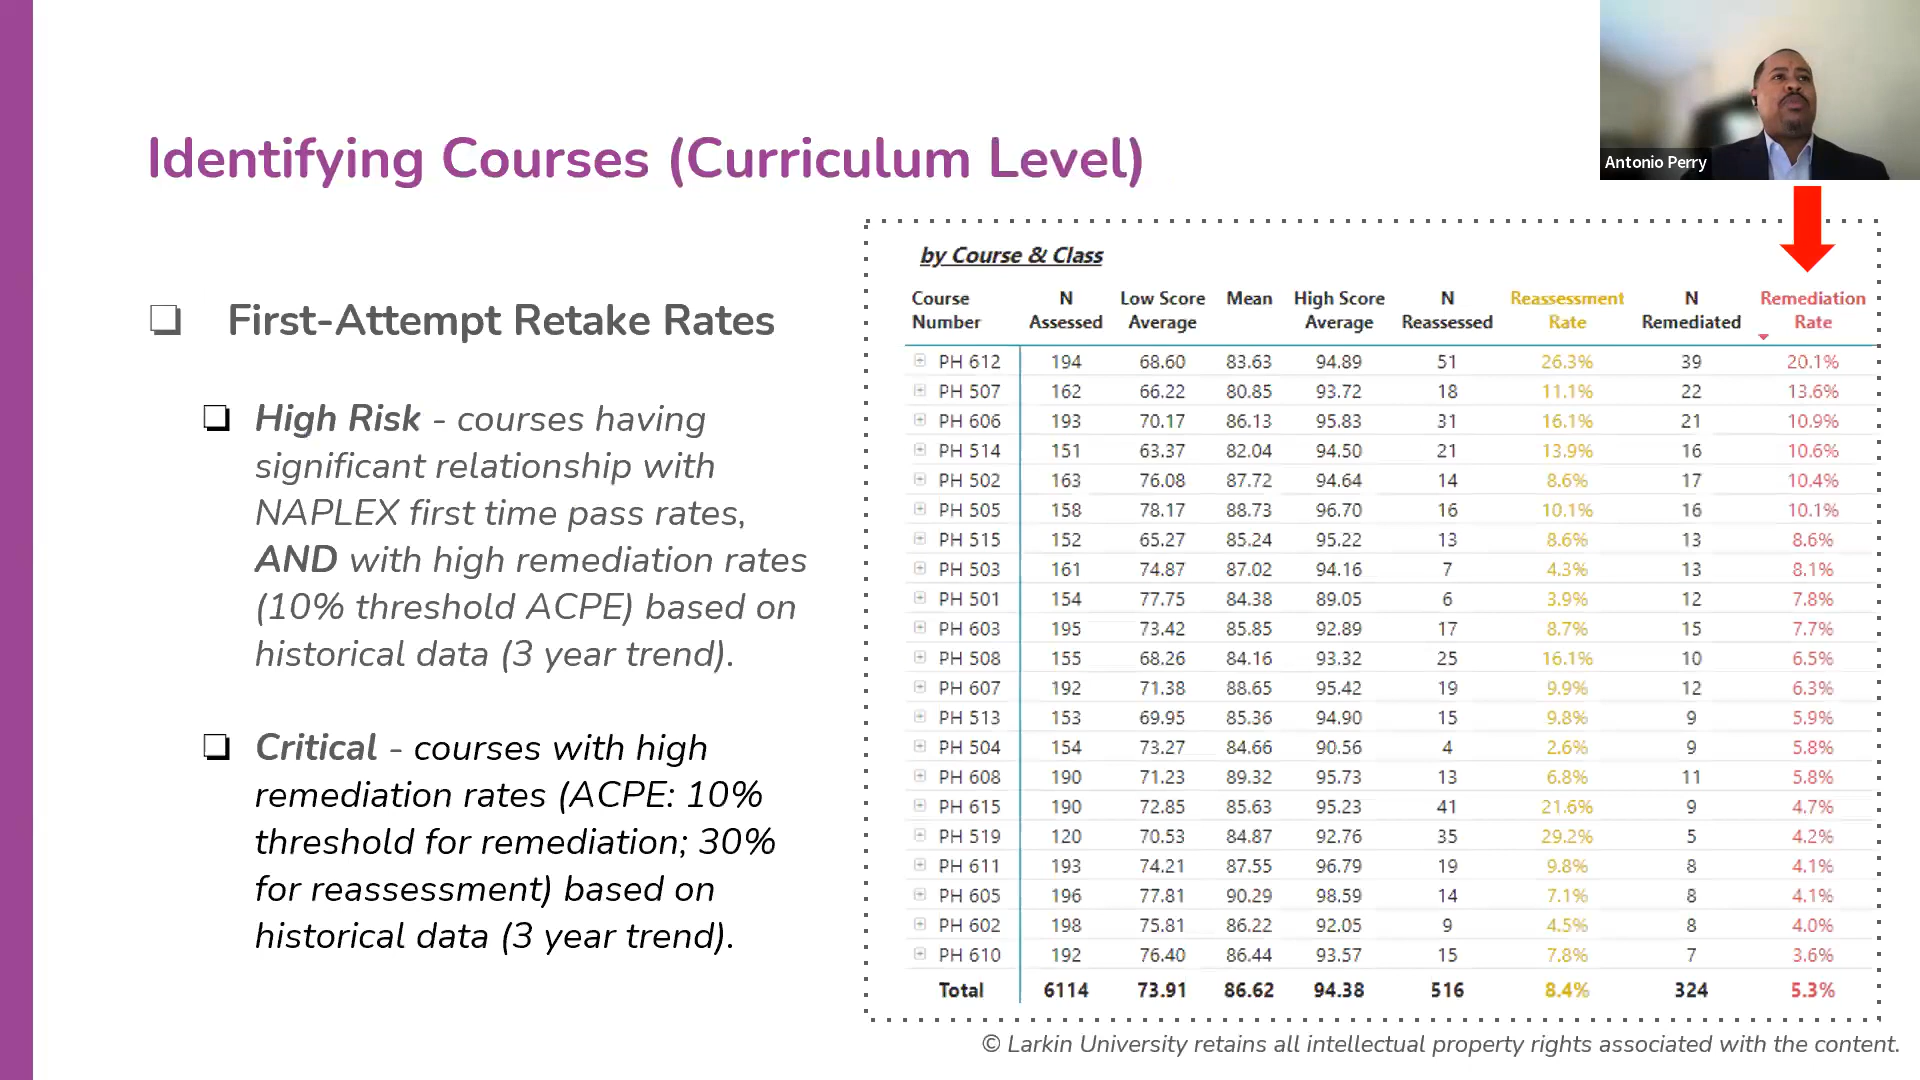 Antonio Perry
Identifying Courses (Curriculum Level)
❏ First-Attempt Retake Rates
❏ High Risk - courses having
significant relationship with
NAPLEX first time pass rates,
AND with high remediation rates
(10% threshold ACPE) based on
historical data (3 year trend).
❏ Critical - courses with high
remediation rates (ACPE: 10%
threshold for remediation; 30%
for reassessment) based on
historical data (3 year trend).
by Course & Class
Course Number N Assessed Low Score Average Mean High Score Average N Reassessed Reassessment Rate N Remediated Remediation Rate
PH 612 194 68.60 83.63 94.89 51 26.3% 39 20.1%
PH 507 162 66.22 80.85 93.72 18 11.1% 22 13.6%
PH 606 193 70.17 86.13 95.83 31 16.1% 21 10.9%
PH 514 151 63.37 82.04 94.50 21 13.9% 16 10.6%
PH 502 163 76.08 87.72 94.64 14 8.6% 17 10.4%
PH 505 158 78.17 88.73 96.70 16 10.1% 16 10.1%
PH 515 152 65.27 85.24 95.22 13 8.6% 13 8.6%
PH 503 161 74.87 87.02 94.16 7 4.3% 13 8.1%
PH 501 154 77.75 84.38 89.05 6 3.9% 12 7.8%
PH 603 195 73.42 85.85 92.89 17 8.7% 15 7.7%
PH 508 155 68.26 84.16 93.32 25 16.1% 10 6.5%
PH 607 192 71.38 88.65 95.42 19 9.9% 12 6.3%
PH 513 153 69.95 85.36 94.90 15 9.8% 9 5.9%
PH 504 154 73.27 84.66 90.56 4 2.6% 9 5.8%
PH 608 190 71.23 89.32 95.73 13 6.8% 11 5.8%
PH 615 190 72.85 85.63 95.23 41 21.6% 9 4.7%
PH 519 120 70.53 84.87 92.76 35 29.2% 5 4.2%
PH 611 193 74.21 87.55 96.79 19 9.8% 8 4.1%
PH 605 196 77.81 90.29 98.59 14 7.1% 8 4.1%
PH 602 198 75.81 86.22 92.05 9 4.5% 8 4.0%
PH 610 192 76.40 86.44 93.57 15 7.8% 7 3.6%
Total 6114 73.91 86.62 94.38 516 8.4% 324 5.3%
© Larkin University retains all intellectual property rights associated with the content.